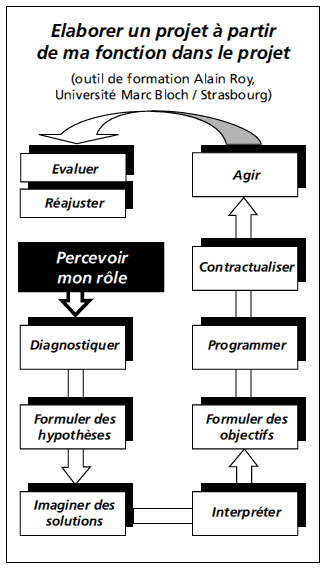 Elaborer un projet à partir
de ma fonction dans le projet
(outil de formation Alain Roy,
Université Marc Bloch / Strasbourg)
Evaluer
Réajuster
Percevoir
mon rôle
Diagnostiquer
Formuler des
hypothèses
Imaginer des
solutions
Interpréter
Formuler des
objectifs
Programmer
Contractualiser
Agir